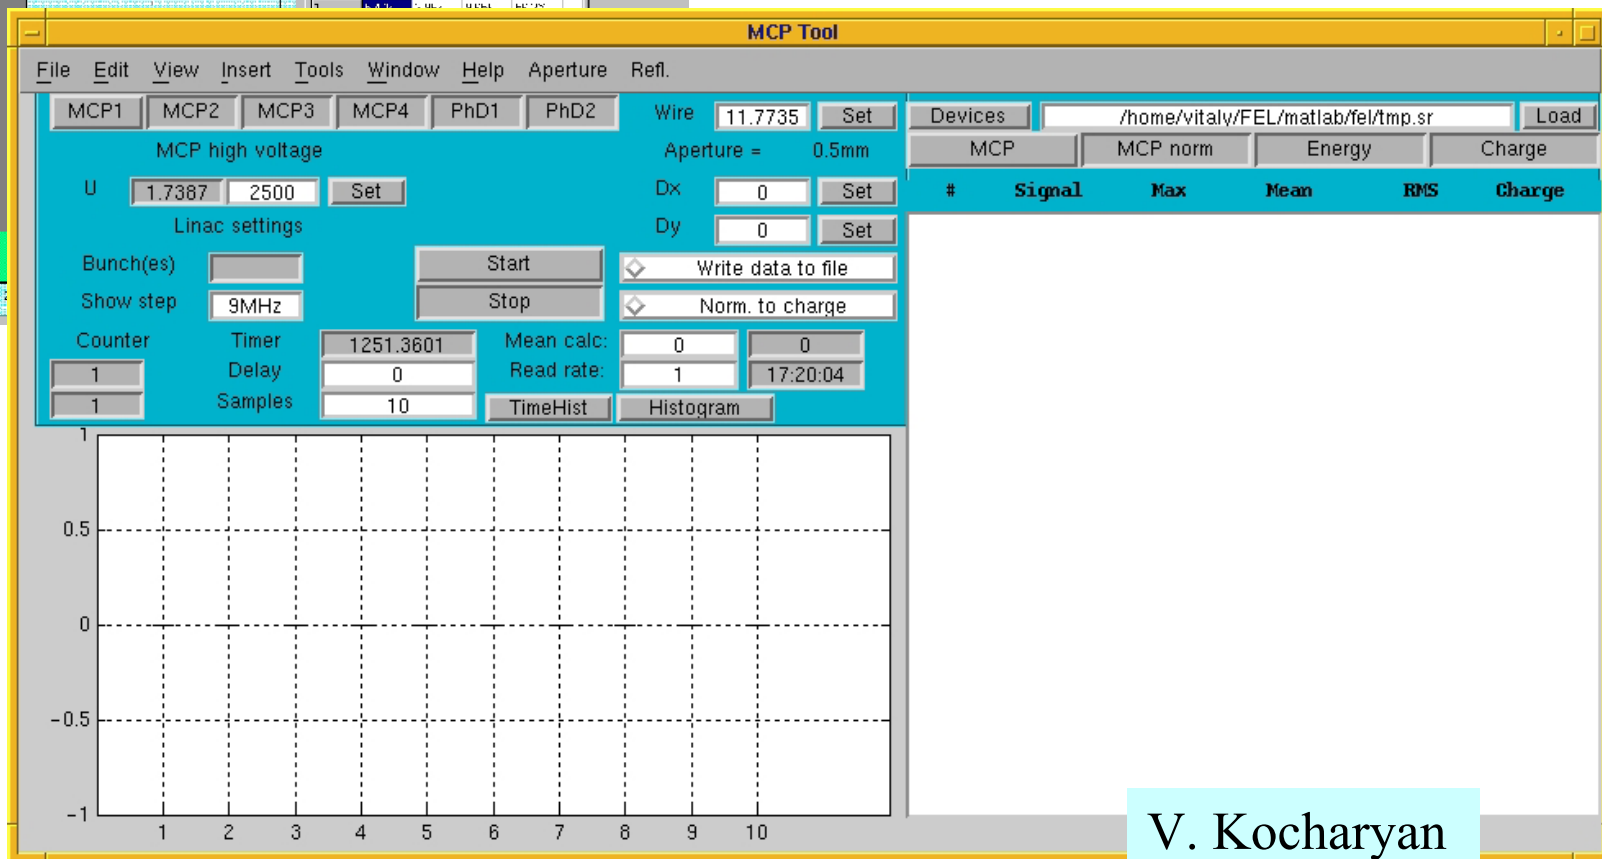 MCP Tool
File Edit View Insert Tools Window Help Aperture Refl.
MCP1 MCP2 MCP3 MCP4 PhD1 PhD2 Wire 11.7735 Set Devices /home/vitaly/FEL/matlab/fel/tmp.sr Load
MCP high voltage Aperture = 0.5mm MCP MCP norm Energy Charge
U 1.7387 2500 Set Dx 0 Set # Signal Max Mean RMS Charge
Linac settings Dy 0 Set
Bunch(es) Start Write data to file
Show step 9MHz Stop Norm. to charge
Counter Timer 1251.3601 Mean calc: 0 0
1 Delay 0 Read rate: 1 17:20:04
1 Samples 10 TimeHist Histogram
1
0.5
0
-0.5
-1
1 2 3 4 5 6 7 8 9 10
V. Kocharyan